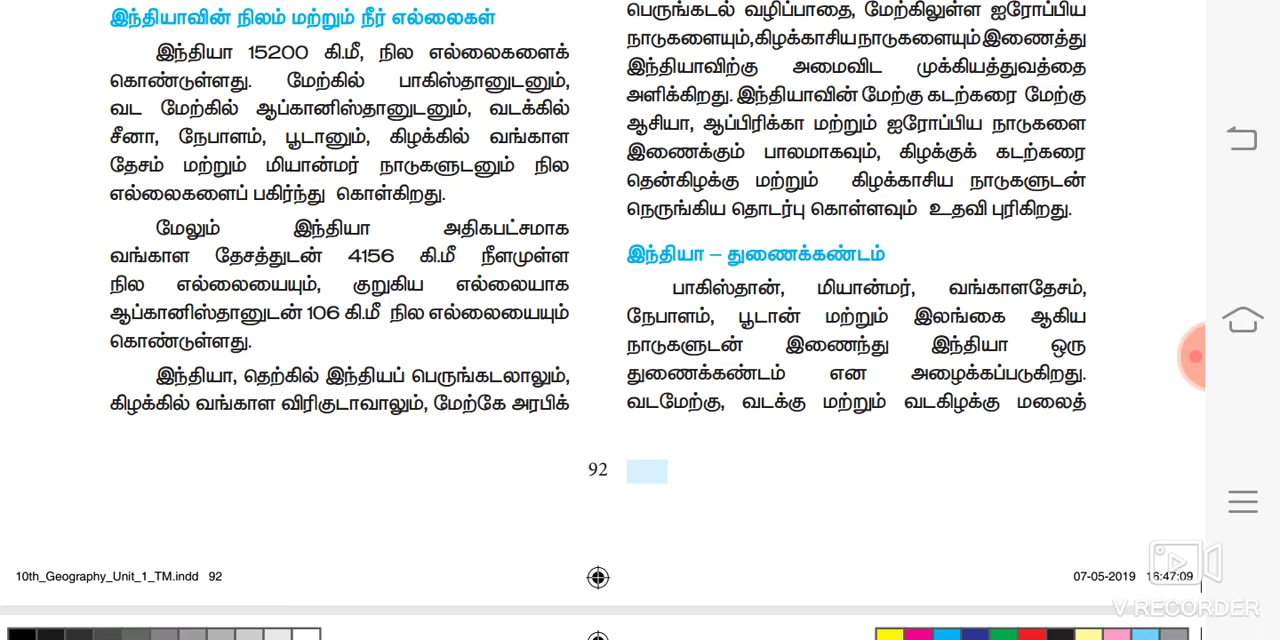 இந்தியாவின் நிலம் மற்றும் நீர் எல்லைகள்
இந்தியா 15200 கி.மீ, நில எல்லைகளைக்
கொண்டுள்ளது. மேற்கில் பாகிஸ்தானுடனும்,
வட மேற்கில் ஆப்கானிஸ்தானுடனும், வடக்கில்
சீனா, நேபாளம், பூடானும், கிழக்கில் வங்காள
தேசம் மற்றும் மியான்மர் நாடுகளுடனும் நில
எல்லைகளைப் பகிர்ந்து கொள்கிறது.
மேலும் இந்தியா அதிகபட்சமாக
வங்காள தேசத்துடன் 4156 கி.மீ நீளமுள்ள
நில எல்லையையும், குறுகிய எல்லையாக
ஆப்கானிஸ்தானுடன் 106 கி.மீ நில எல்லையையும்
கொண்டுள்ளது.
இந்தியா, தெற்கில் இந்தியப் பெருங்கடலாலும்,
கிழக்கில் வங்காள விரிகுடாவாலும், மேற்கே அரபிக்
பெருங்கடல் வழிப்பாதை, மேற்கிலுள்ள ஐரோப்பிய
நாடுகளையும்,கிழக்காசிய நாடுகளையும் இணைத்து
இந்தியாவிற்கு அமைவிட முக்கியத்துவத்தை
அளிக்கிறது. இந்தியாவின் மேற்கு கடற்கரை மேற்கு
ஆசியா, ஆப்பிரிக்கா மற்றும் ஐரோப்பிய நாடுகளை
இணைக்கும் பாலமாகவும், கிழக்குக் கடற்கரை
தென்கிழக்கு மற்றும் கிழக்காசிய நாடுகளுடன்
நெருங்கிய தொடர்பு கொள்ளவும் உதவி புரிகிறது.
இந்தியா – துணைக்கண்டம்
பாகிஸ்தான், மியான்மர், வங்காளதேசம்,
நேபாளம், பூடான் மற்றும் இலங்கை ஆகிய
நாடுகளுடன் இணைந்து இந்தியா ஒரு
துணைக்கண்டம் என அழைக்கப்படுகிறது.
வடமேற்கு, வடக்கு மற்றும் வடகிழக்கு மலைத்
92
10th_Geography_Unit_1_TM.indd 92
07-05-2019 16:47:09
V RECORDER